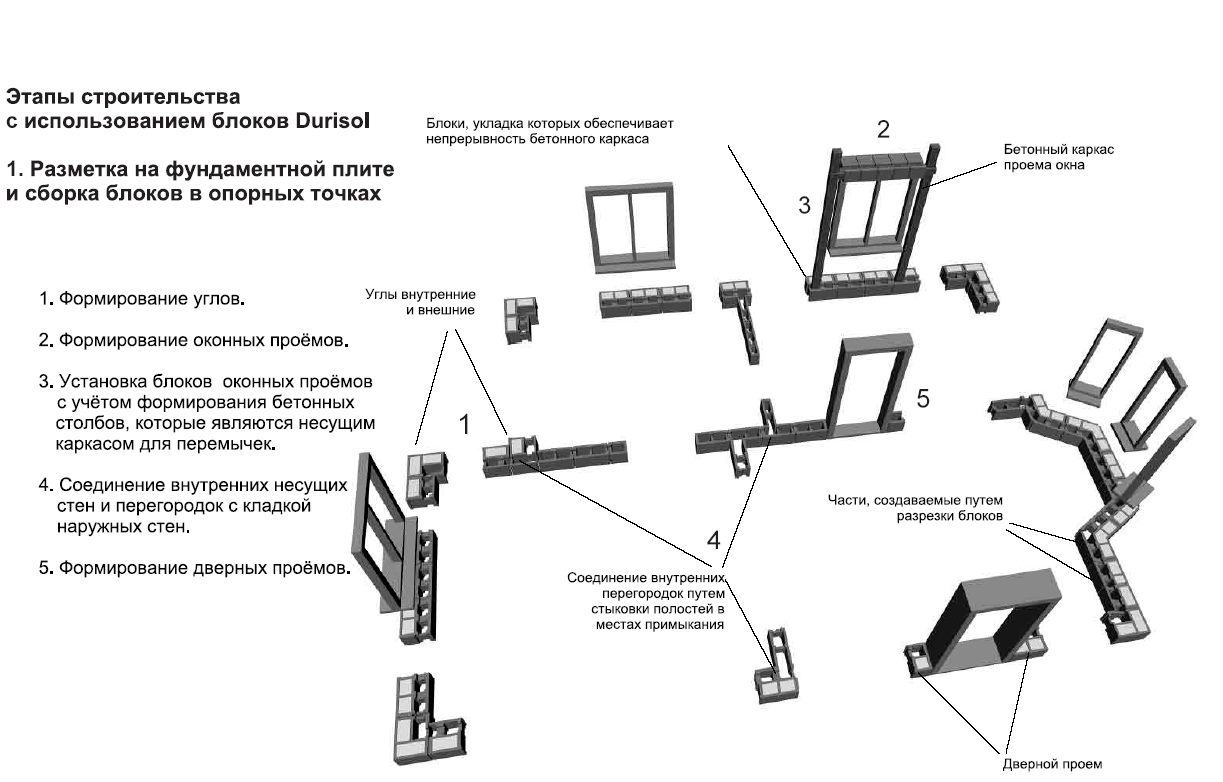 Этапы строительства
с использованием блоков Durisol
1. Разметка на фундаментной плите
и сборка блоков в опорных точках
1. Формирование углов.
2. Формирование оконных проёмов.
3. Установка блоков оконных проёмов
с учётом формирования бетонных
столбов, которые являются несущим
каркасом для перемычек.
4. Соединение внутренних несущих
стен и перегородок с кладкой
наружных стен.
5. Формирование дверных проёмов.
Блоки, укладка которых обеспечивает
непрерывность бетонного каркаса
2
Бетонный каркас
проема окна
3
Углы внутренние
и внешние
1
5
Части, создаваемые путем
разрезки блоков
4
Соединение внутренних
перегородок путем
стыковки полостей в
местах примыкания
Дверной проем